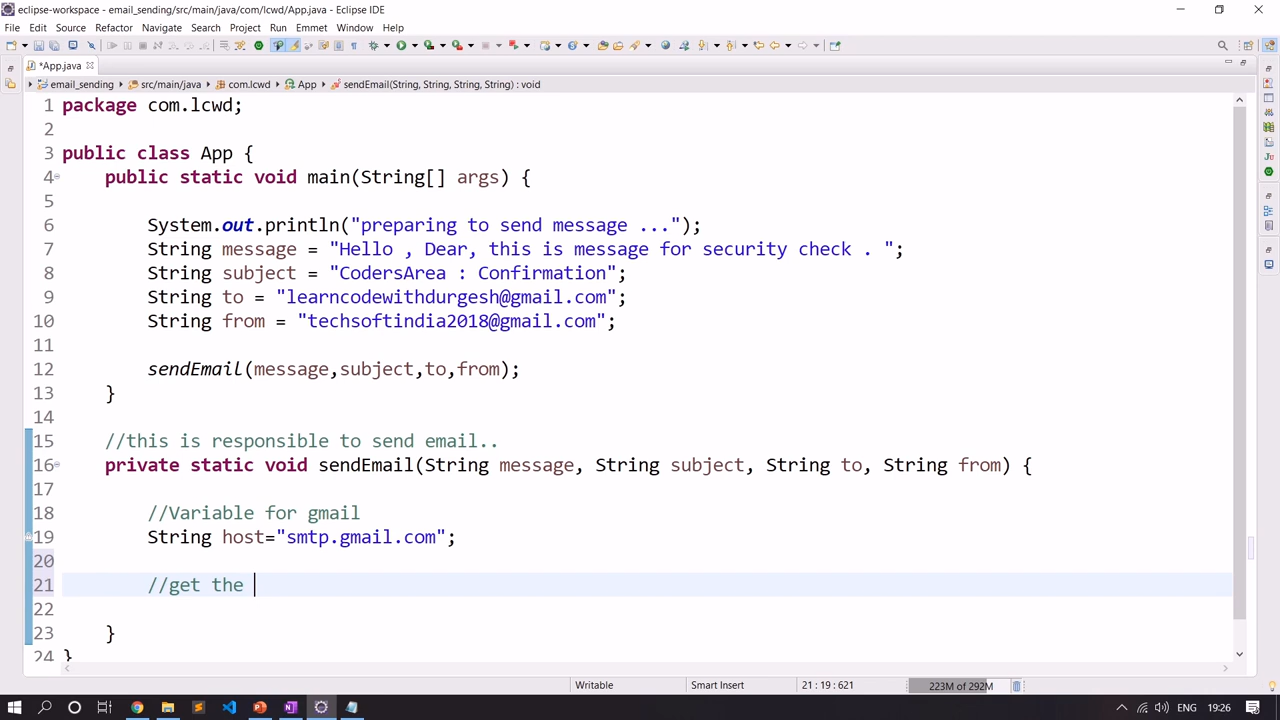 eclipse-workspace - email_sending/src/main/java/com/lcwd/App.java - Eclipse IDE
File Edit Source Refactor Navigate Search Project Run Emmet Window Help
*App.java
email_sending src/main/java com.lcwd App sendEmail(String, String, String, String) : void
1 package com.lcwd;
2
3 public class App {
4 public static void main(String[] args) {
5
6 System.out.println("preparing to send message ...");
7 String message = "Hello , Dear, this is message for security check . ";
8 String subject = "CodersArea : Confirmation";
9 String to = "learncodewithdurgesh@gmail.com";
10 String from = "techsoftindia2018@gmail.com";
11
12 sendEmail(message,subject,to,from);
13 }
14
15 //this is responsible to send email..
16 private static void sendEmail(String message, String subject, String to, String from) {
17
18 //Variable for gmail
19 String host="smtp.gmail.com";
20
21 //get the
22
23 }
24 }
Writable Smart Insert 21 : 19 : 621 223M of 292M
ENG 19:26